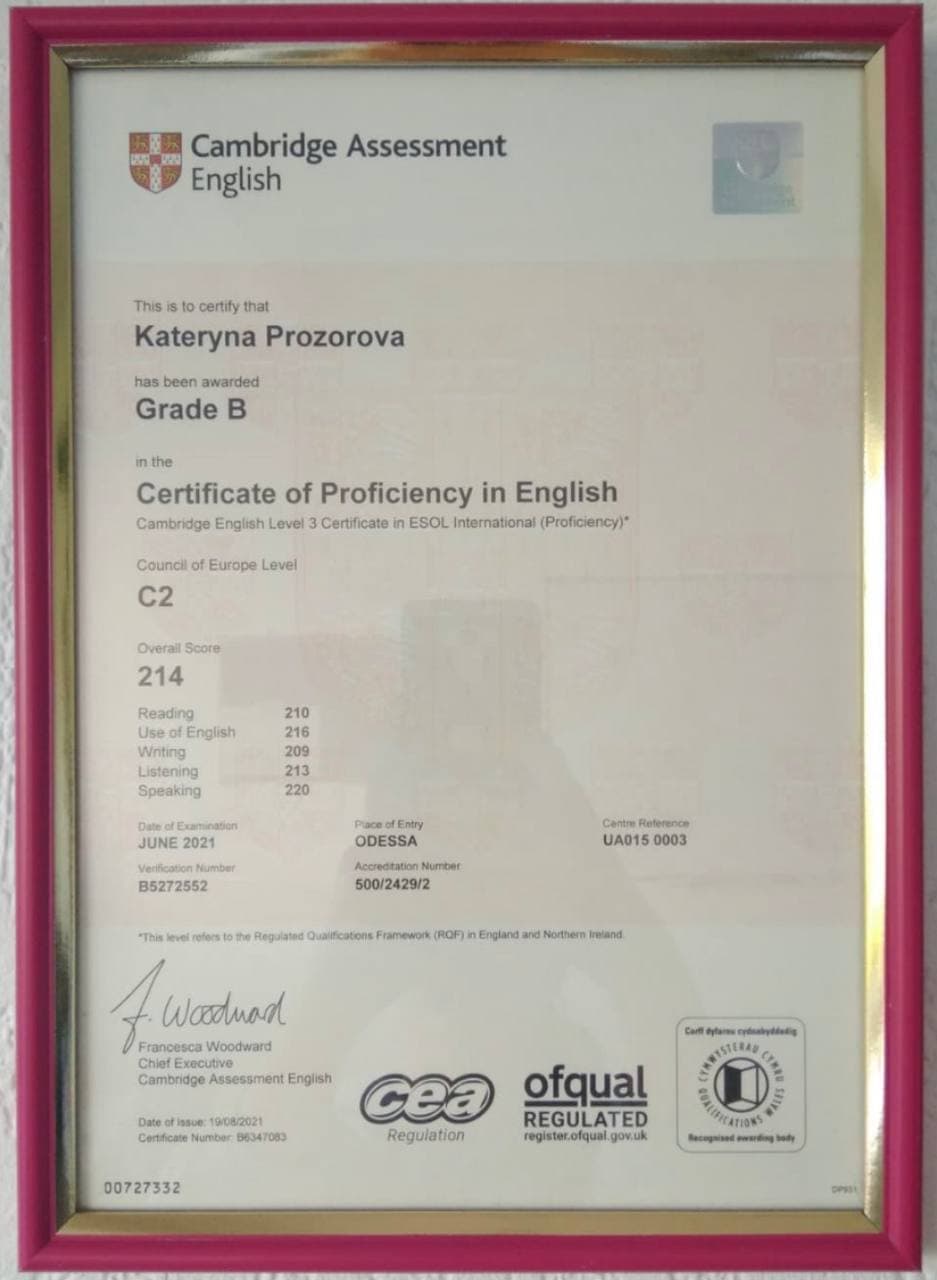 Cambridge Assessment
English
This is to certify that
Kateryna Prozorova
has been awarded
Grade B
in the
Certificate of Proficiency in English
Cambridge English Level 3 Certificate in ESOL International (Proficiency)*
Council of Europe Level
C2
Overall Score
214
Reading 210
Use of English 216
Writing 209
Listening 213
Speaking 220
Date of Examination Place of Entry Centre Reference
JUNE 2021 ODESSA UA015 0003
Verification Number Accreditation Number
B5272552 500/2429/2
*This level refers to the Regulated Qualifications Framework (RQF) in England and Northern Ireland.
F. Woodward
Francesca Woodward
Chief Executive
Cambridge Assessment English
Date of issue: 19/08/2021
Certificate Number: B6347083
cea
Regulation
ofqual
REGULATED
register.ofqual.gov.uk
Corff dyfarnu cydnabyddedig
CYMWYSTERAU CYMRU
QUALIFICATIONS WALES
Recognised awarding body
00727332